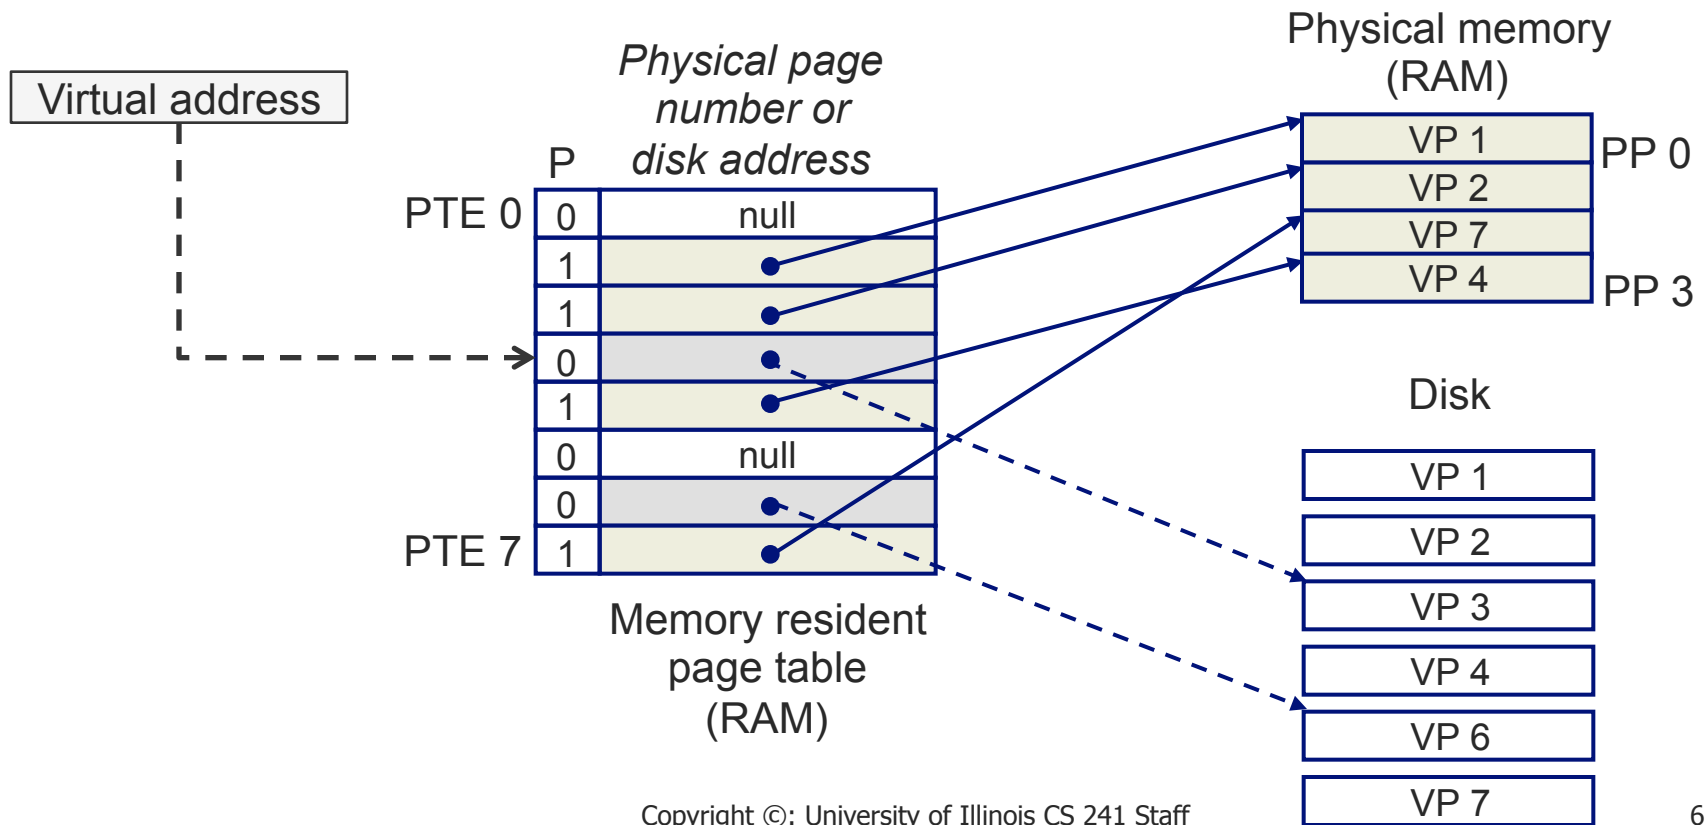 Virtual address
Physical page
number or
disk address
P
PTE 0
0
null
1
1
0
1
0
null
0
PTE 7
1
Memory resident
page table
(RAM)
Physical memory
(RAM)
VP 1
PP 0
VP 2
VP 7
VP 4
PP 3
Disk
VP 1
VP 2
VP 3
VP 4
VP 6
VP 7
Copyright ©: University of Illinois CS 241 Staff
6